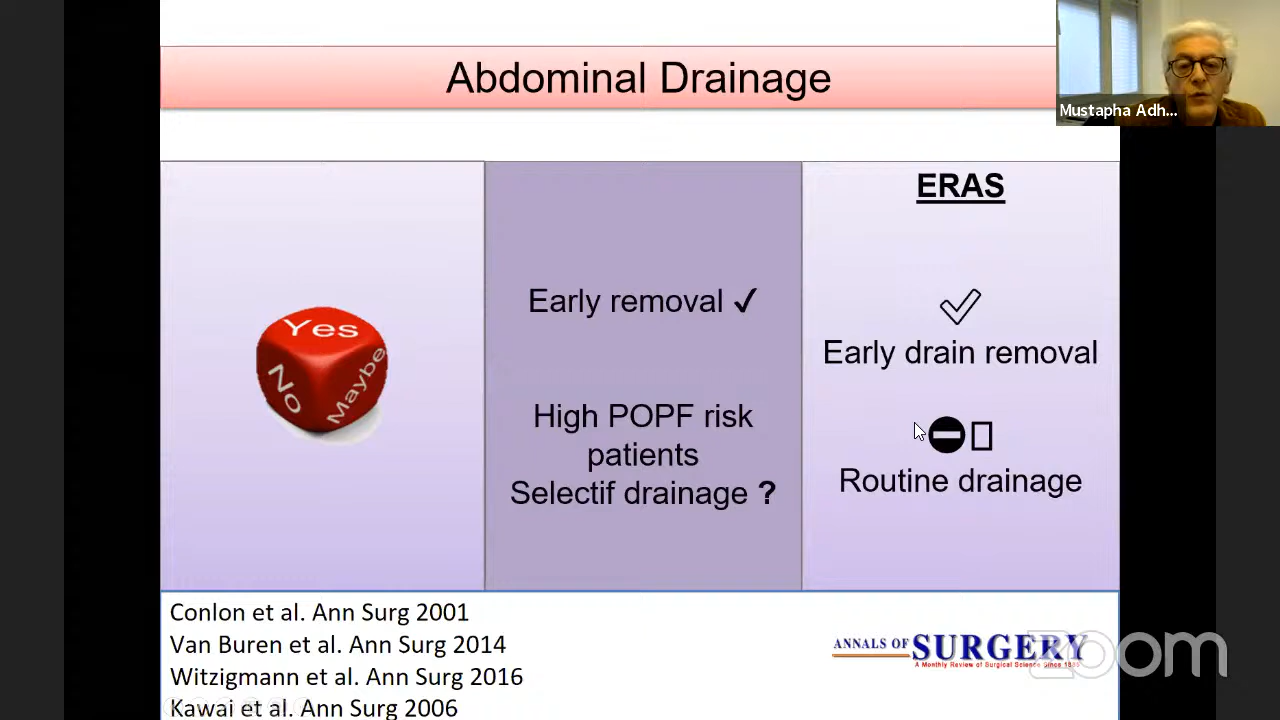 Abdominal Drainage
Mustapha Adh...
Yes
No
Maybe
Early removal ✓
High POPF risk
patients
Selectif drainage ?
ERAS
✓
Early drain removal
⛔▯
Routine drainage
Conlon et al. Ann Surg 2001
Van Buren et al. Ann Surg 2014
Witzigmann et al. Ann Surg 2016
Kawai et al. Ann Surg 2006
ANNALS OF SURGERY
A Monthly Review of Surgical Science Since 1885
zoom